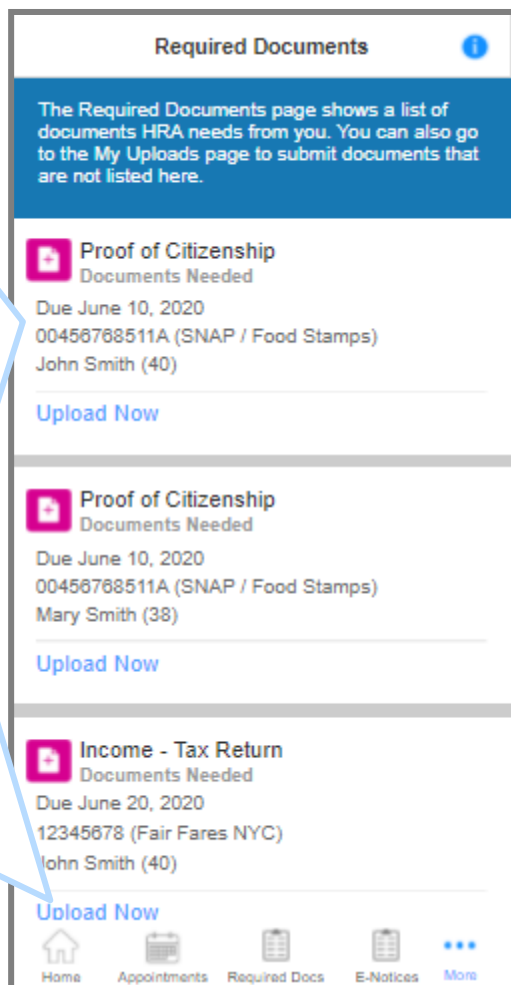 Required Documents
The Required Documents page shows a list of
documents HRA needs from you. You can also go
to the My Uploads page to submit documents that
are not listed here.
Proof of Citizenship
Documents Needed
Due June 10, 2020
00456768511A (SNAP / Food Stamps)
John Smith (40)
Upload Now
Proof of Citizenship
Documents Needed
Due June 10, 2020
00456768511A (SNAP / Food Stamps)
Mary Smith (38)
Upload Now
Income - Tax Return
Documents Needed
Due June 20, 2020
12345678 (Fair Fares NYC)
John Smith (40)
Upload Now
Home Appointments Required Docs E-Notices More